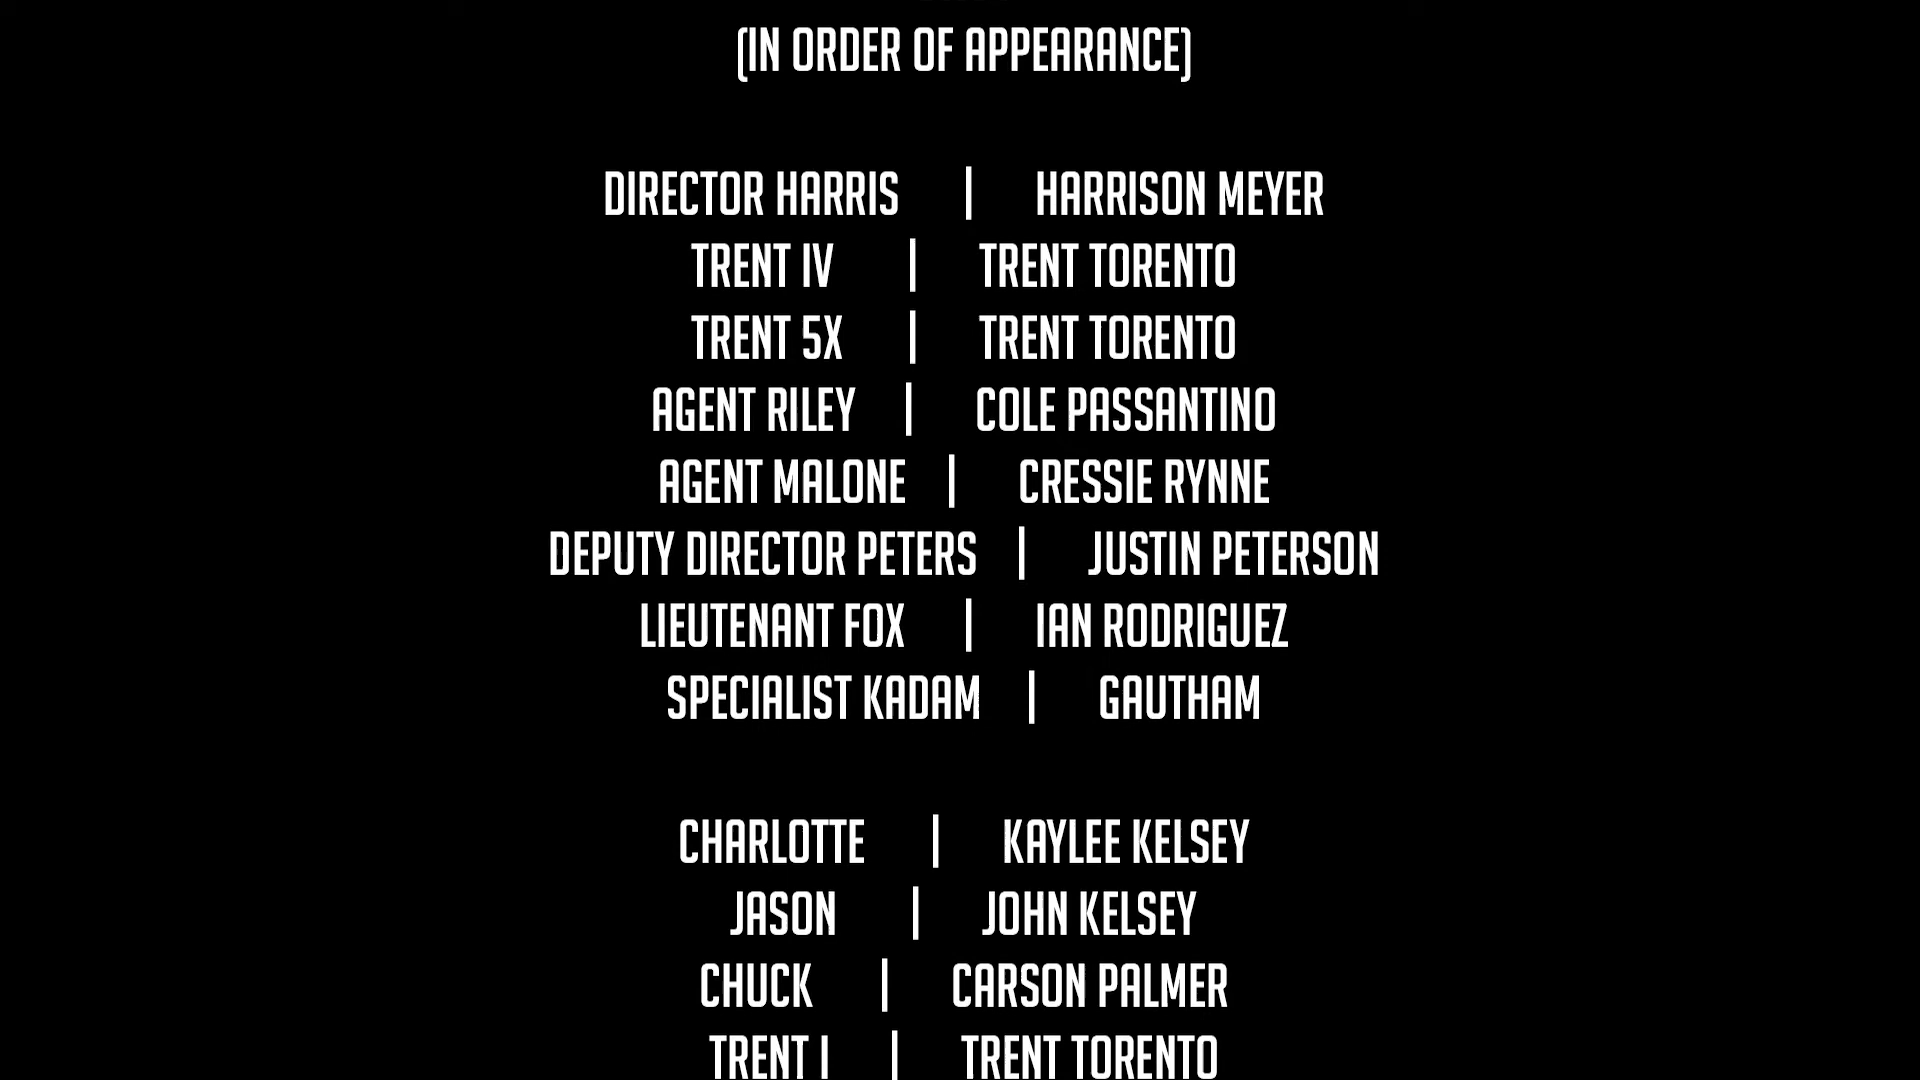 (IN ORDER OF APPEARANCE)
DIRECTOR HARRIS | HARRISON MEYER
TRENT IV | TRENT TORENTO
TRENT 5X | TRENT TORENTO
AGENT RILEY | COLE PASSANTINO
AGENT MALONE | CRESSIE RYNNE
DEPUTY DIRECTOR PETERS | JUSTIN PETERSON
LIEUTENANT FOX | IAN RODRIGUEZ
SPECIALIST KADAM | GAUTHAM
CHARLOTTE | KAYLEE KELSEY
JASON | JOHN KELSEY
CHUCK | CARSON PALMER
TRENT I | TRENT TORENTO